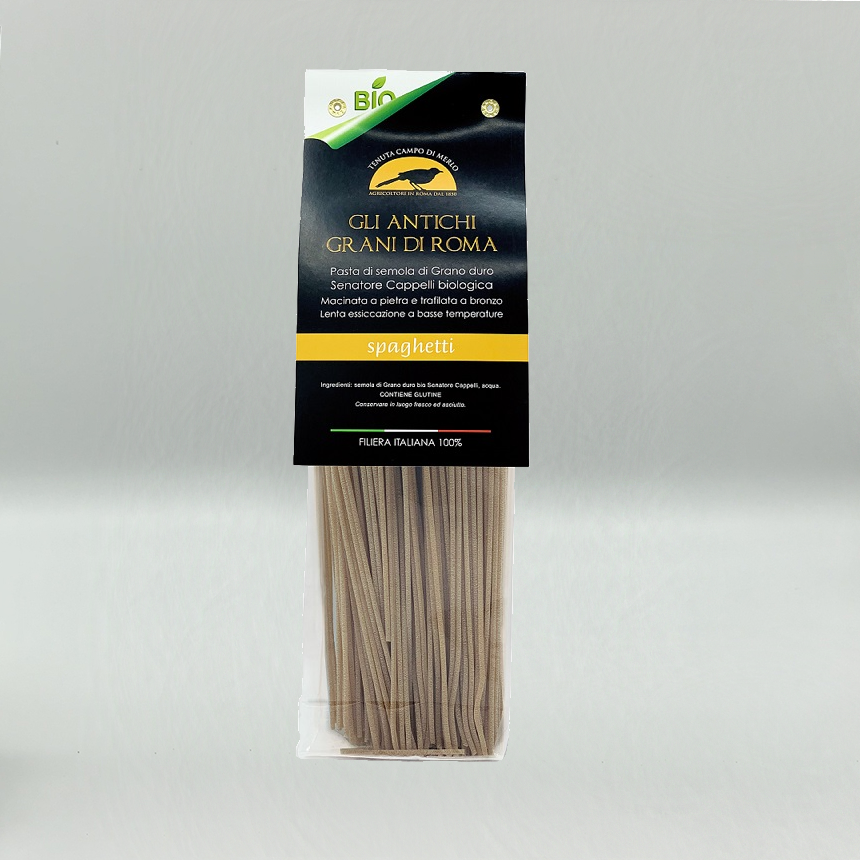 BIO
TENUTA CAMPO DI MERLO
AGRICOLTORI IN ROMA DAL 1850
GLI ANTICHI
GRANI DI ROMA
Pasta di semola di Grano duro
Senatore Cappelli biologica
Macinata a pietra e trafilata a bronzo
Lenta essiccazione a basse temperature
spaghetti
Ingredienti: semola di Grano duro bio Senatore Cappelli, acqua.
CONTIENE GLUTINE
Conservare in luogo fresco ed asciutto.
FILIERA ITALIANA 100%